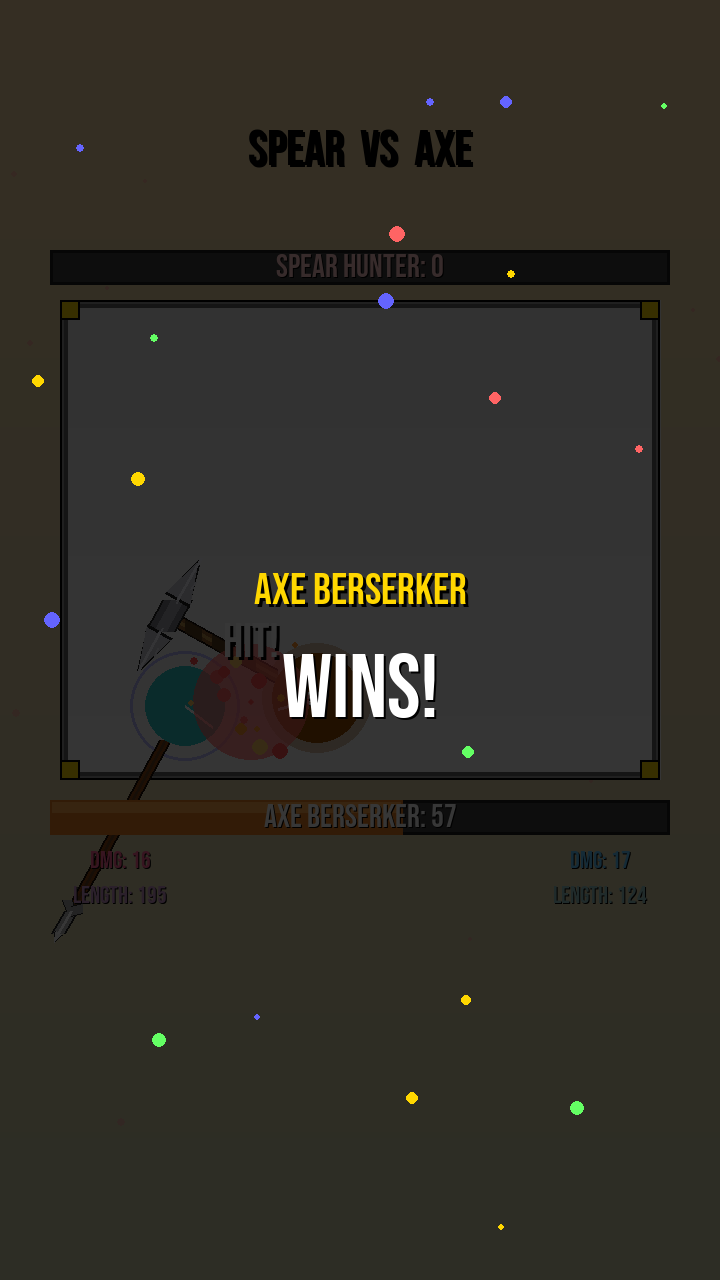 SPEAR VS AXE
SPEAR HUNTER: 0
AXE BERSERKER
HIT!
WINS!
AXE BERSERKER: 57
DMG: 16
DMG: 17
LENGTH: 195
LENGTH: 124